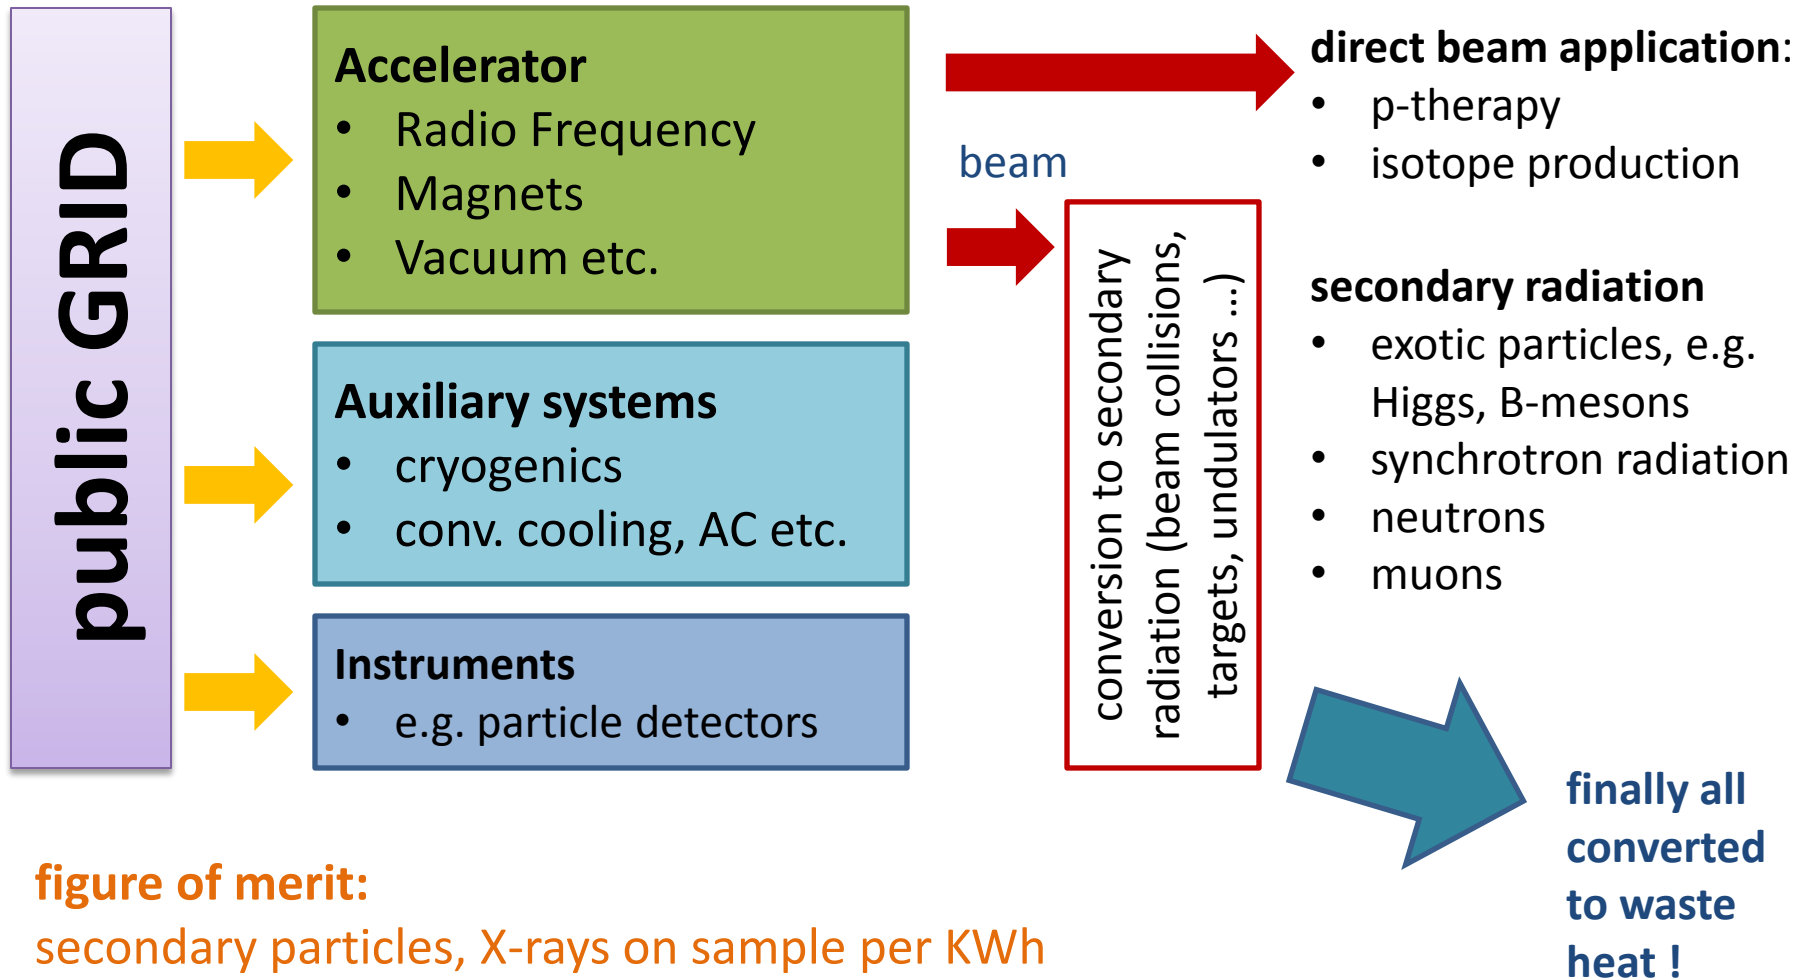 public GRID
Accelerator
• Radio Frequency
• Magnets
• Vacuum etc.
Auxiliary systems
• cryogenics
• conv. cooling, AC etc.
Instruments
• e.g. particle detectors
beam
conversion to secondary
radiation (beam collisions,
targets, undulators ...)
direct beam application:
• p-therapy
• isotope production
secondary radiation
• exotic particles, e.g.
Higgs, B-mesons
• synchrotron radiation
• neutrons
• muons
finally all
converted
to waste
heat !
figure of merit:
secondary particles, X-rays on sample per KWh